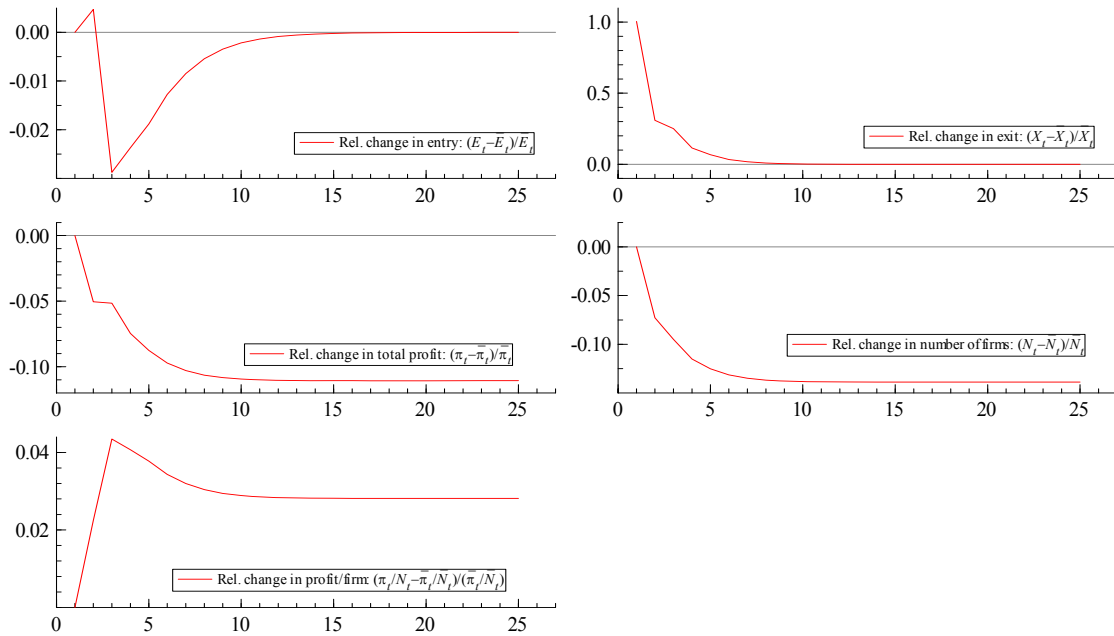 0.00
-0.01
-0.02
0 5 10 15 20 25
Rel. change in entry: (E_t−E̅_t)/E̅_t
1.0
0.5
0.0
0 5 10 15 20 25
Rel. change in exit: (X_t−X̅_t)/X̅_t
0.00
-0.05
-0.10
0 5 10 15 20 25
Rel. change in total profit: (π_t−π̅_t)/π̅_t
0.00
-0.05
-0.10
0 5 10 15 20 25
Rel. change in number of firms: (N_t−N̅_t)/N̅_t
0.04
0.02
0 5 10 15 20 25
Rel. change in profit/firm: (π_t/N_t−π̅_t/N̅_t)/(π̅_t/N̅_t)